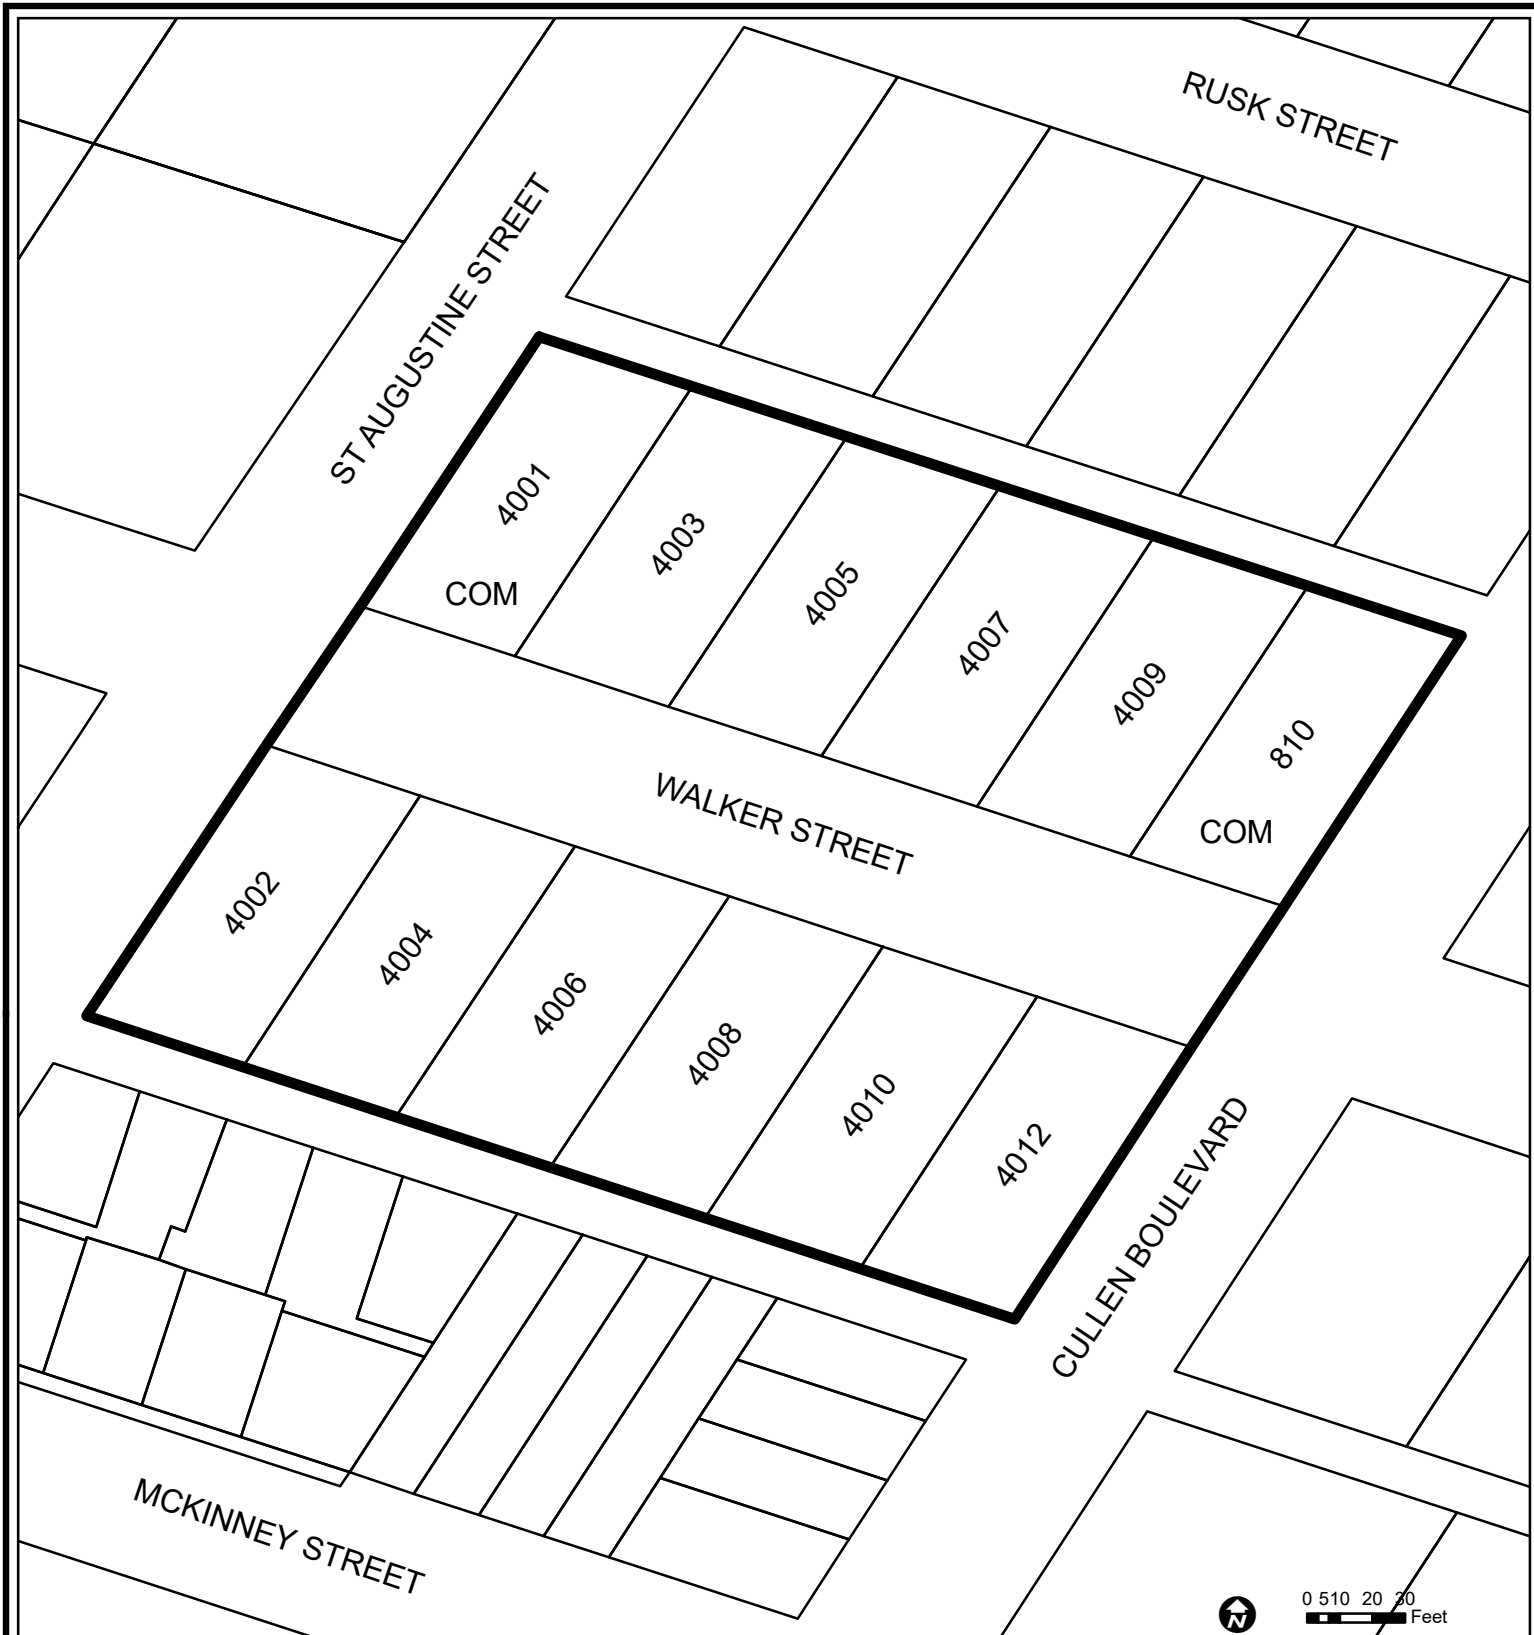 RUSK STREET
ST AUGUSTINE STREET
4001
COM
4003
4005
4007
4009
810
COM
WALKER STREET
4002
4004
4006
4008
4010
4012
CULLEN BOULEVARD
MCKINNEY STREET
N
0 510 20 30
Feet